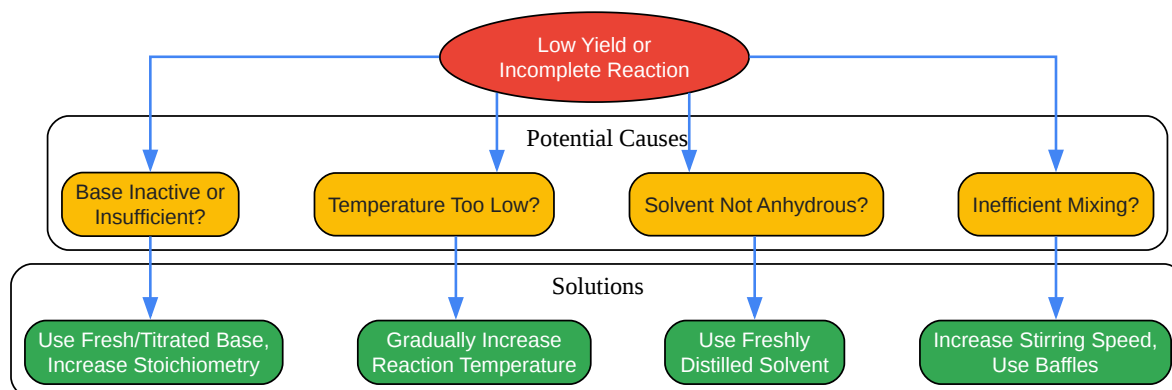 Low Yield or
Incomplete Reaction
Potential Causes
Base Inactive or
Insufficient?
Temperature Too Low?
Solvent Not Anhydrous?
Inefficient Mixing?
Solutions
Use Fresh/Titrated Base,
Increase Stoichiometry
Gradually Increase
Reaction Temperature
Use Freshly
Distilled Solvent
Increase Stirring Speed,
Use Baffles